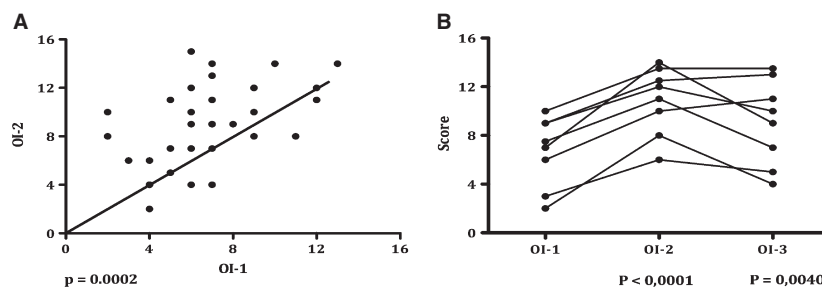 A
16
12
8
4
0
OI-2
0 4 8 12 16
OI-1
p = 0.0002
B
16
12
8
4
0
Score
OI-1 OI-2 OI-3
P < 0,0001 P = 0,0040